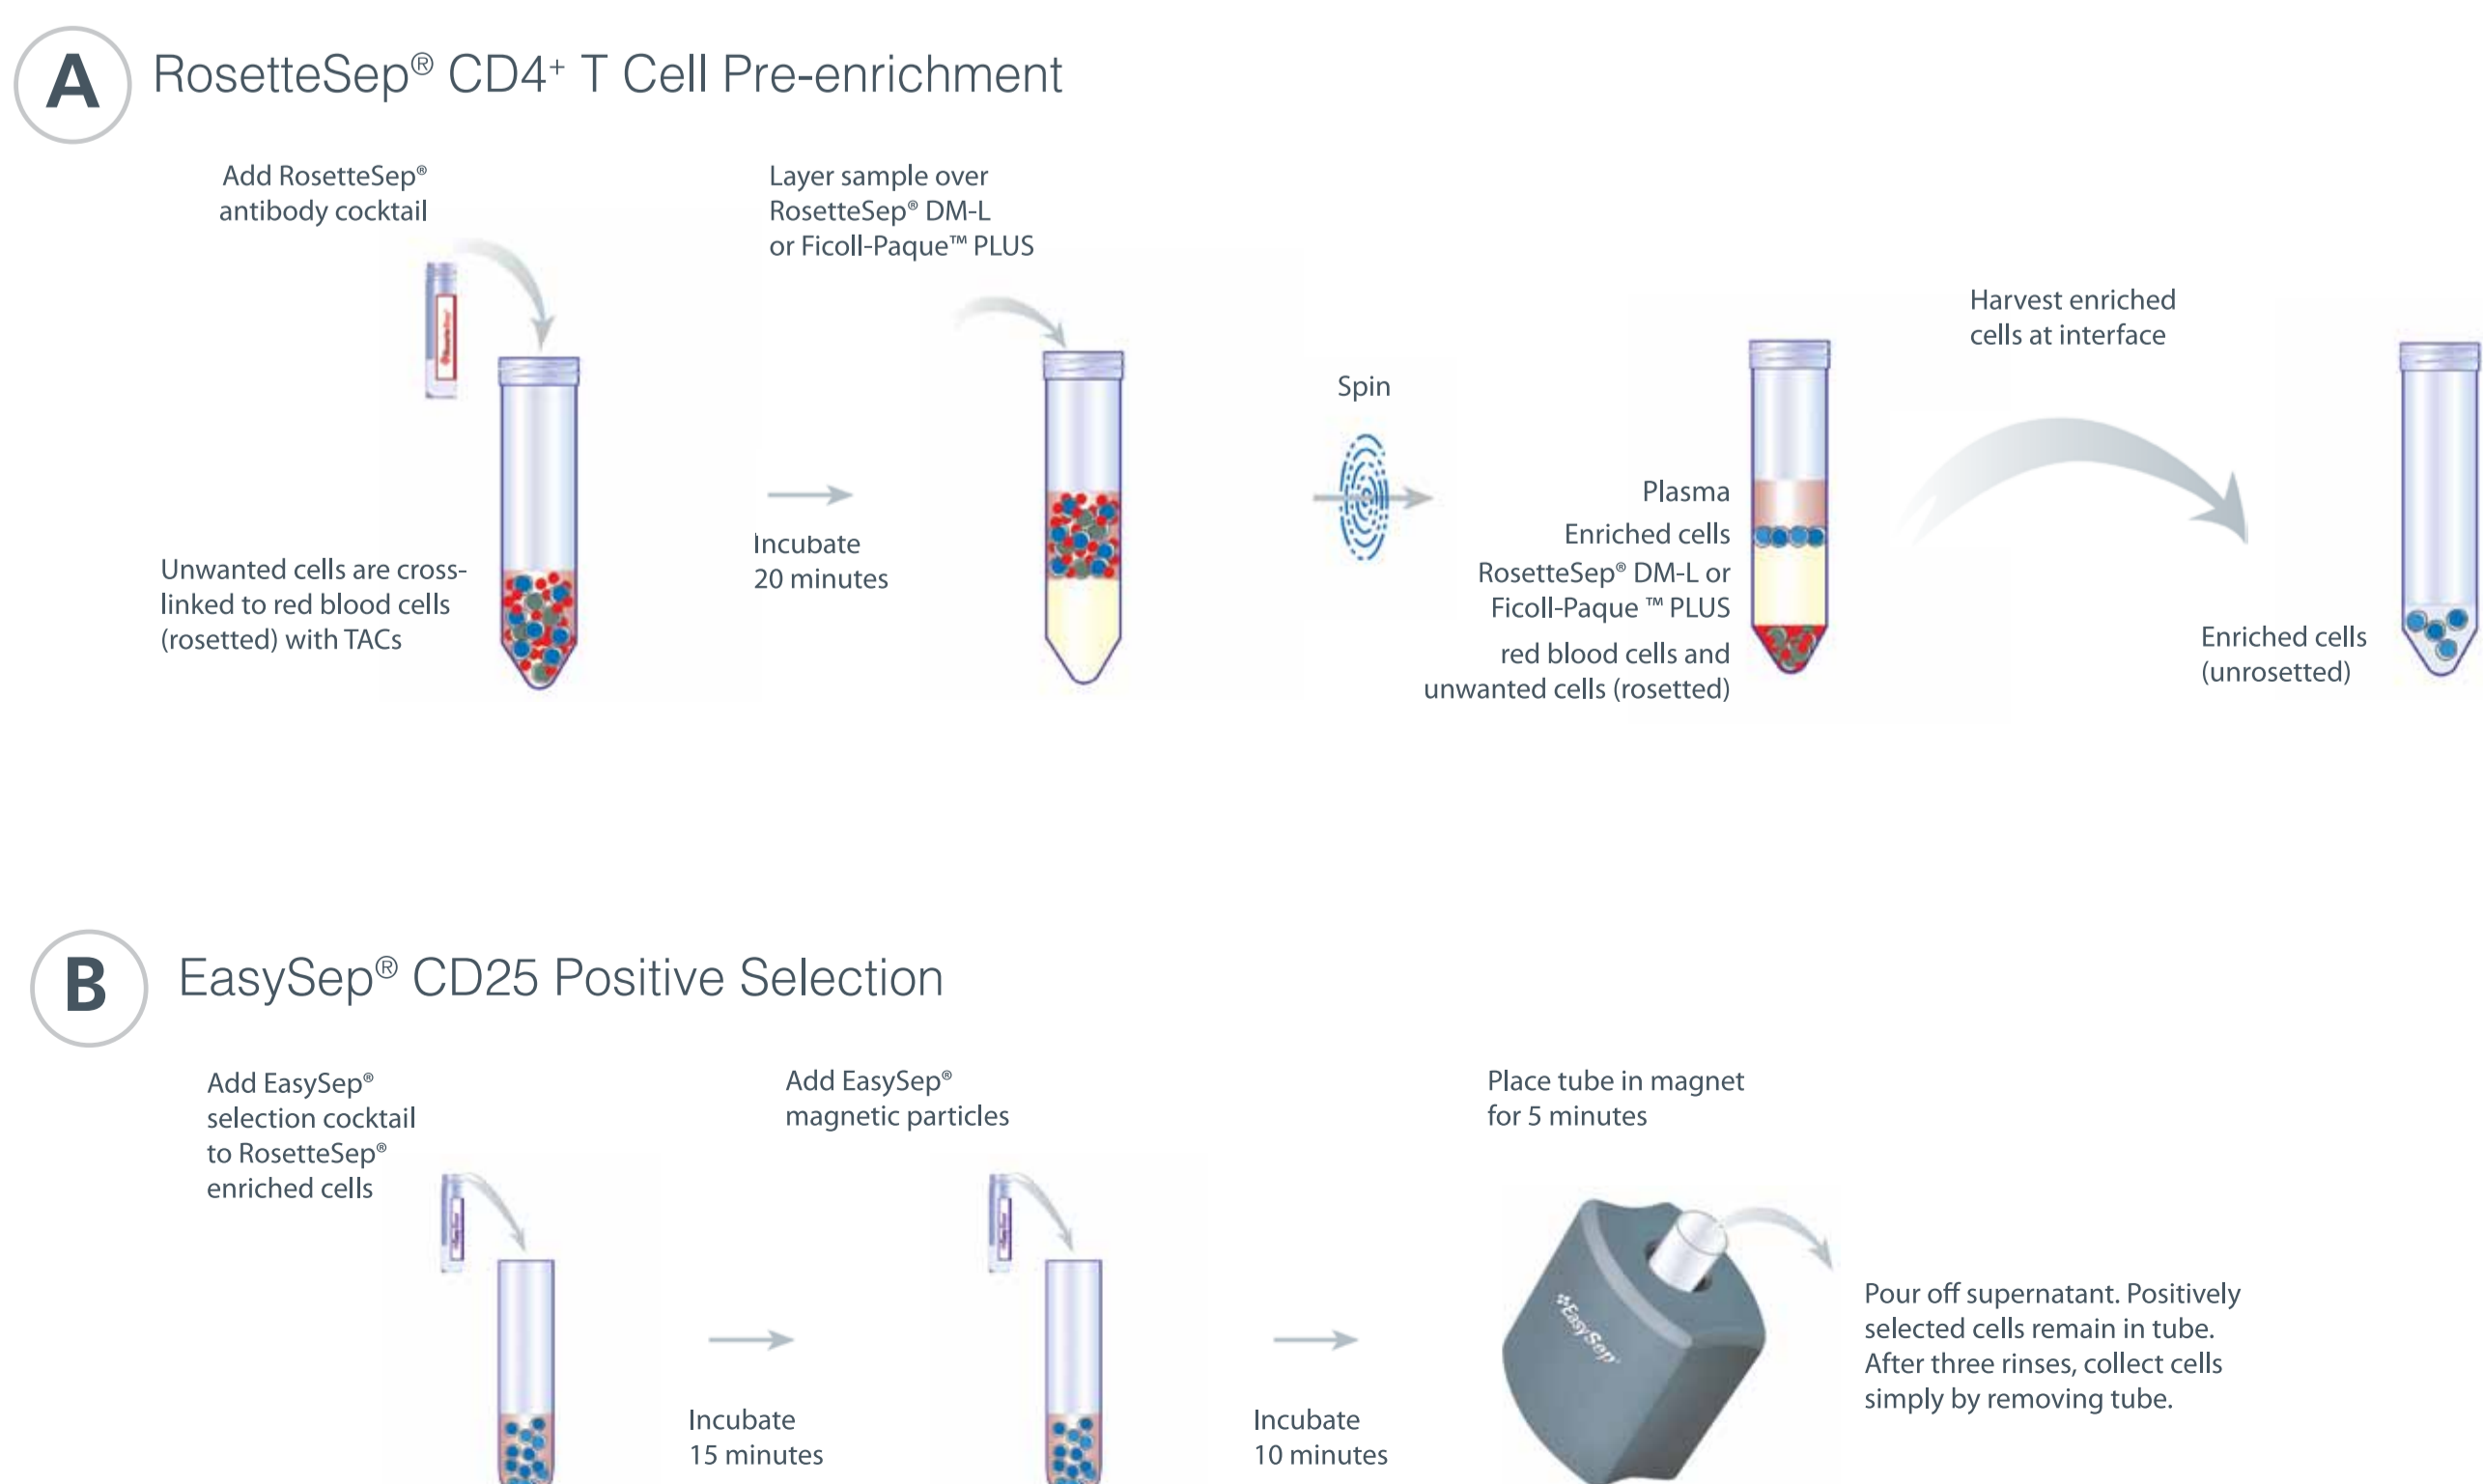 A
RosetteSep® CD4⁺ T Cell Pre-enrichment
Add RosetteSep®
antibody cocktail
Unwanted cells are cross-
linked to red blood cells
(rosetted) with TACs
Incubate
20 minutes
Layer sample over
RosetteSep® DM-L
or Ficoll-Paque™ PLUS
Spin
Plasma
Enriched cells
RosetteSep® DM-L or
Ficoll-Paque ™ PLUS
red blood cells and
unwanted cells (rosetted)
Harvest enriched
cells at interface
Enriched cells
(unrosetted)
B
EasySep® CD25 Positive Selection
Add EasySep®
selection cocktail
to RosetteSep®
enriched cells
Incubate
15 minutes
Add EasySep®
magnetic particles
Incubate
10 minutes
Place tube in magnet
for 5 minutes
EasySep®
Pour off supernatant. Positively
selected cells remain in tube.
After three rinses, collect cells
simply by removing tube.